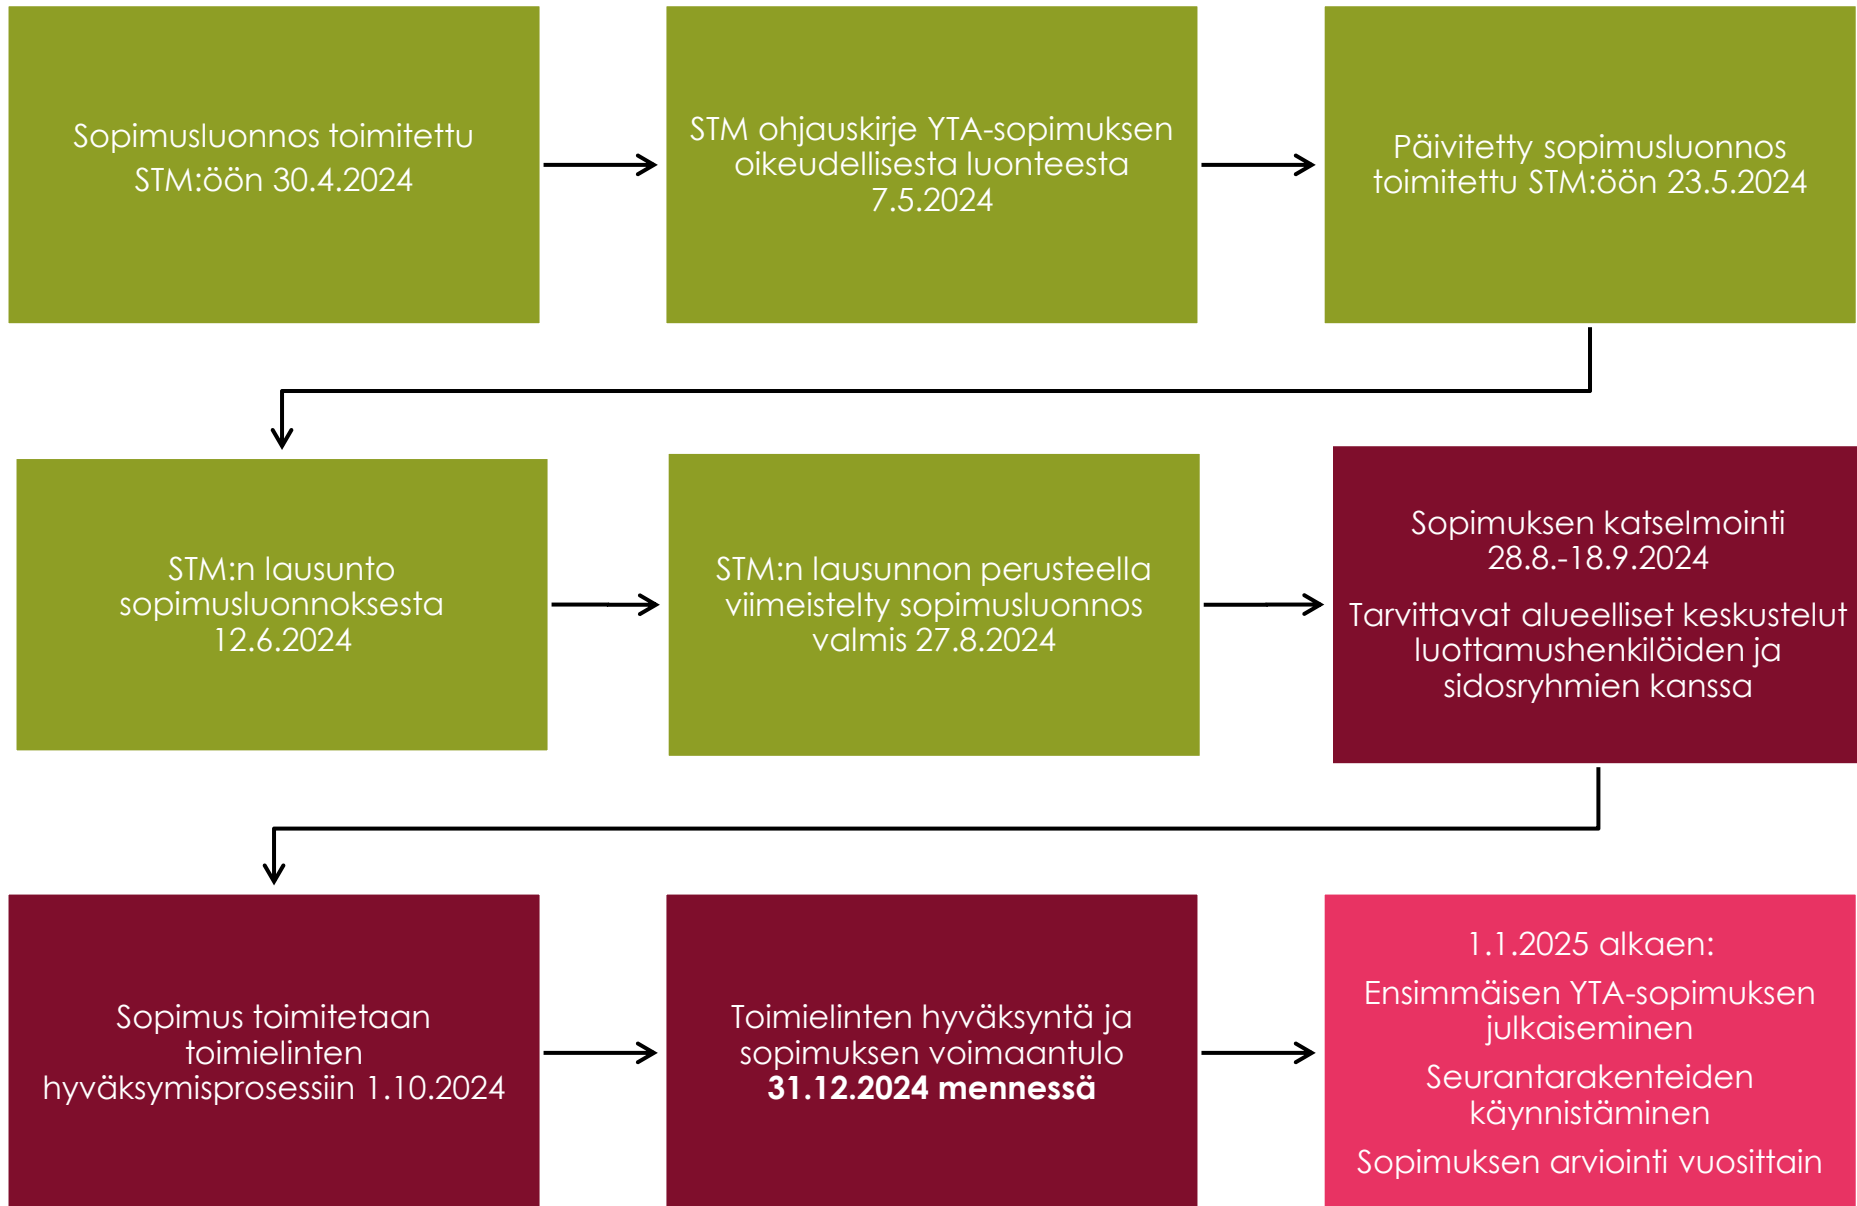 Sopimusluonnos toimitettu
STM:öön 30.4.2024
STM ohjauskirje YTA-sopimuksen
oikeudellisesta luonteesta
7.5.2024
Päivitetty sopimusluonnos
toimitettu STM:öön 23.5.2024
STM:n lausunto
sopimusluonnoksesta
12.6.2024
STM:n lausunnon perusteella
viimeistelty sopimusluonnos
valmis 27.8.2024
Sopimuksen katselmointi
28.8.-18.9.2024
Tarvittavat alueelliset keskustelut
luottamushenkilöiden ja
sidosryhmien kanssa
Sopimus toimitetaan
toimielinten
hyväksymisprosessiin 1.10.2024
Toimielinten hyväksyntä ja
sopimuksen voimaantulo
31.12.2024 mennessä
1.1.2025 alkaen:
Ensimmäisen YTA-sopimuksen
julkaiseminen
Seurantarakenteiden
käynnistäminen
Sopimuksen arviointi vuosittain